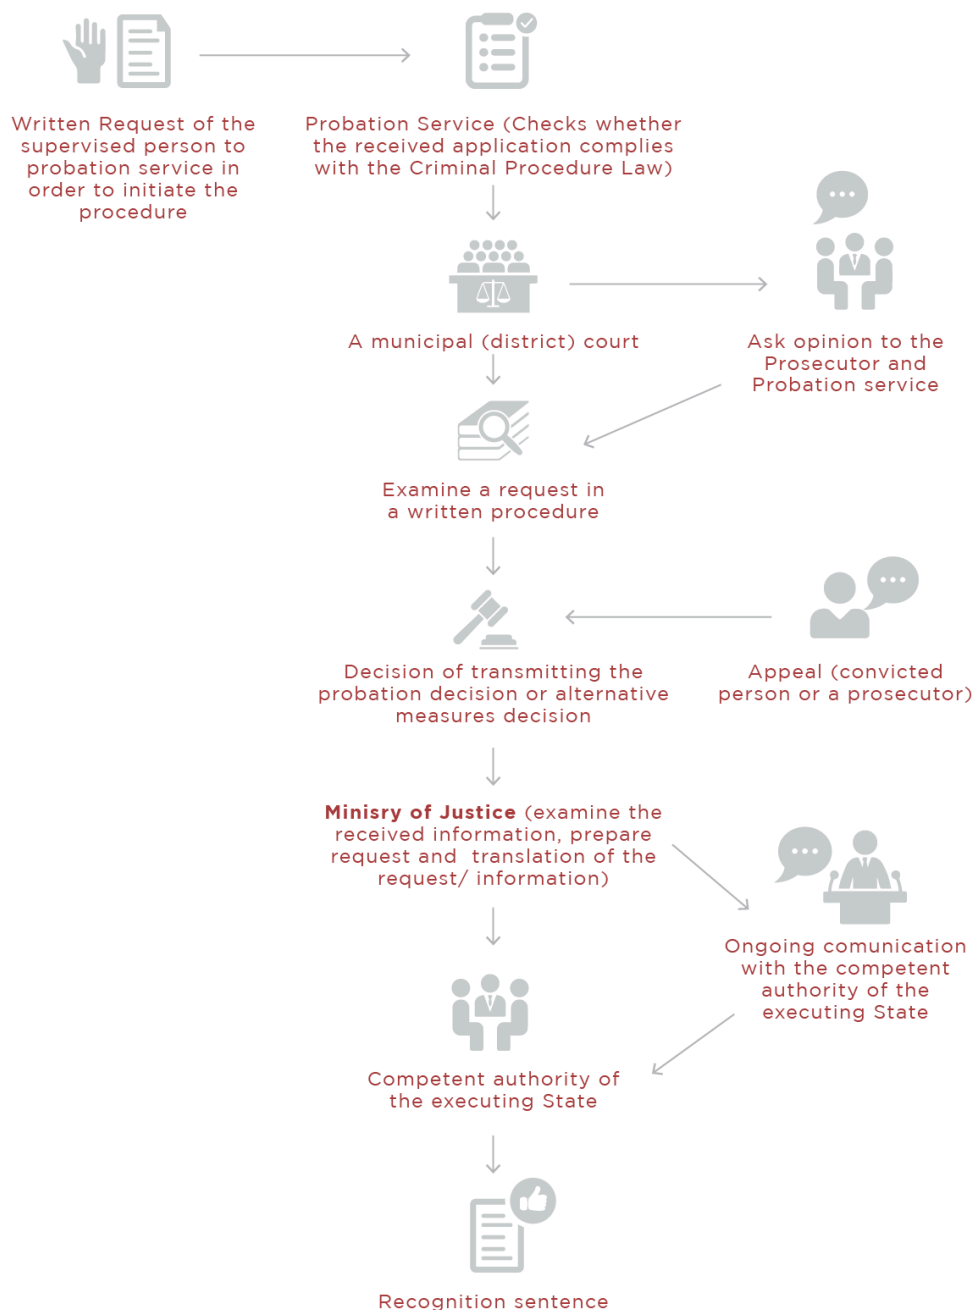 Written Request of the
supervised person to
probation service in
order to initiate the
procedure
Probation Service (Checks whether
the received application complies
with the Criminal Procedure Law)
A municipal (district) court
Ask opinion to the
Prosecutor and
Probation service
Examine a request in
a written procedure
Decision of transmitting the
probation decision or alternative
measures decision
Appeal (convicted
person or a prosecutor)
Minisry of Justice (examine the
received information, prepare
request and translation of the
request/ information)
Ongoing comunication
with the competent
authority of the
executing State
Competent authority of
the executing State
Recognition sentence